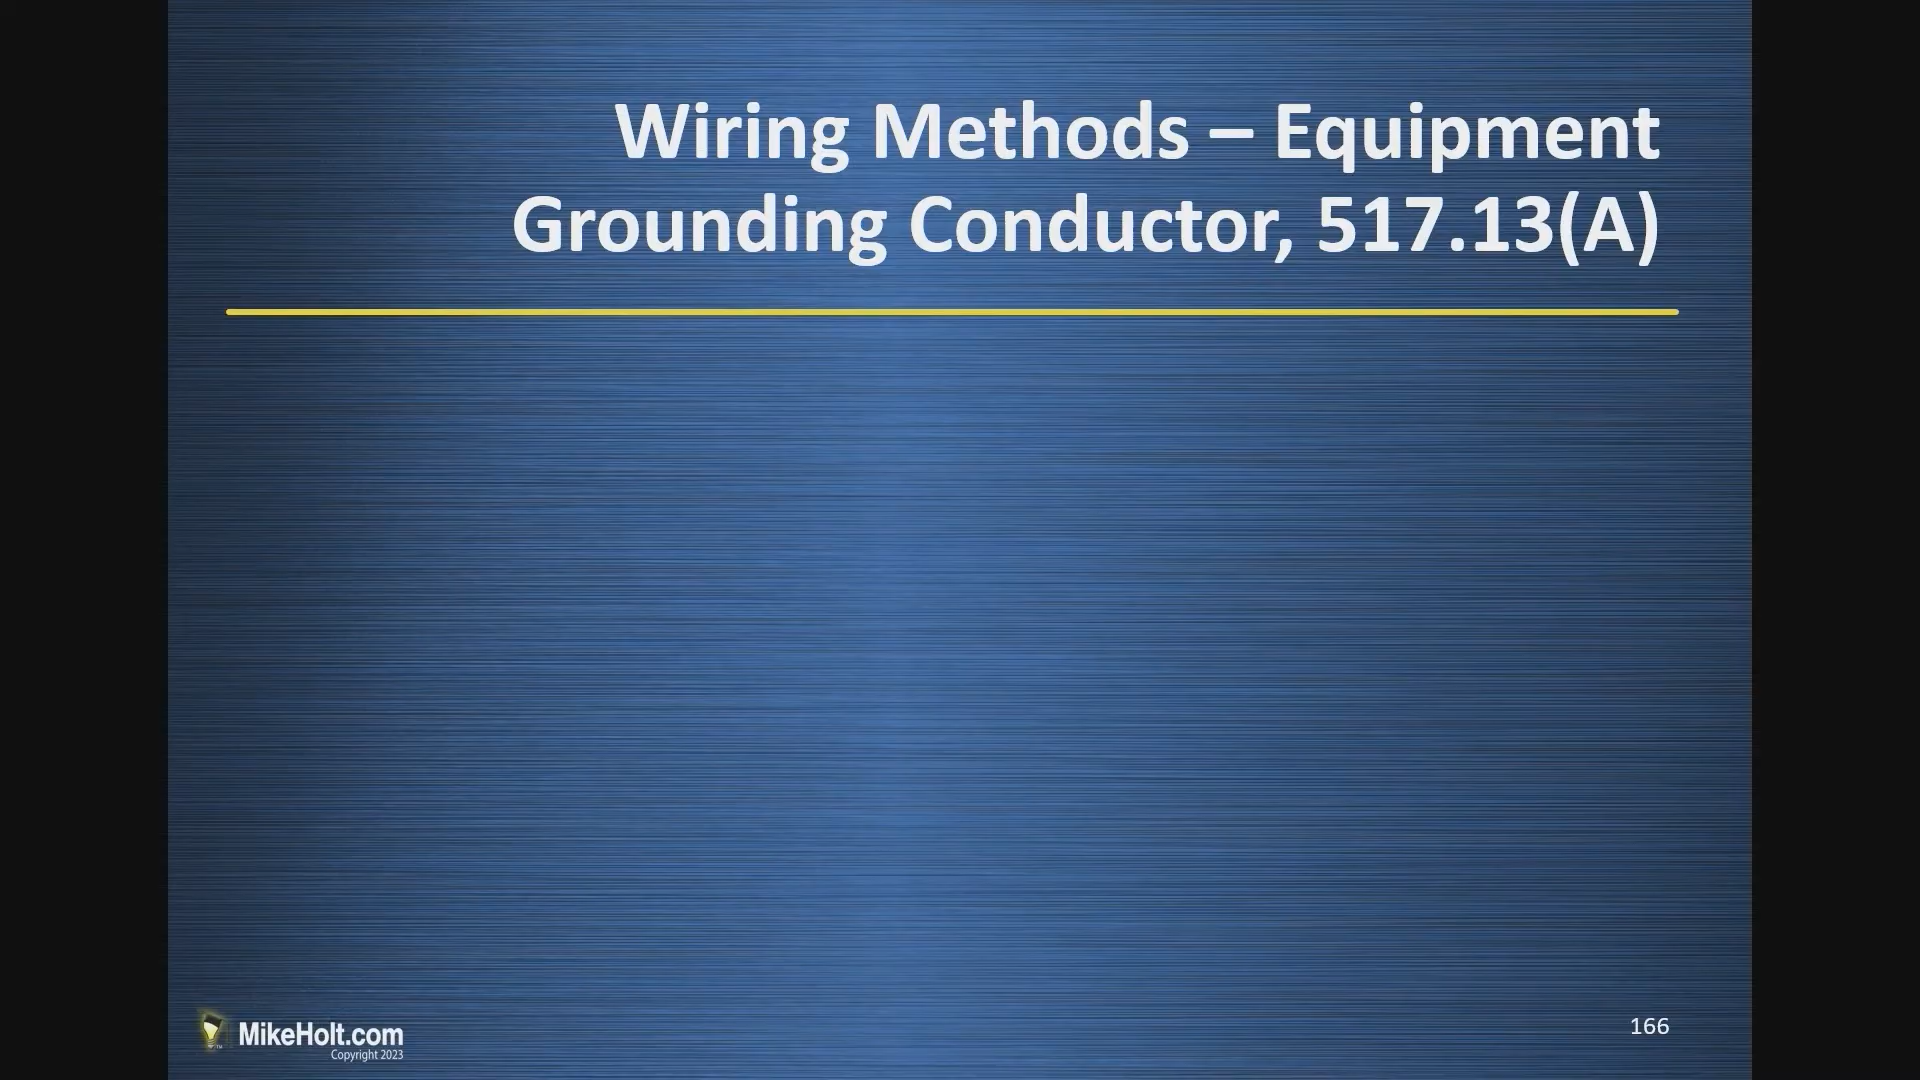 Wiring Methods – Equipment
Grounding Conductor, 517.13(A)
MikeHolt.com
Copyright 2023
166